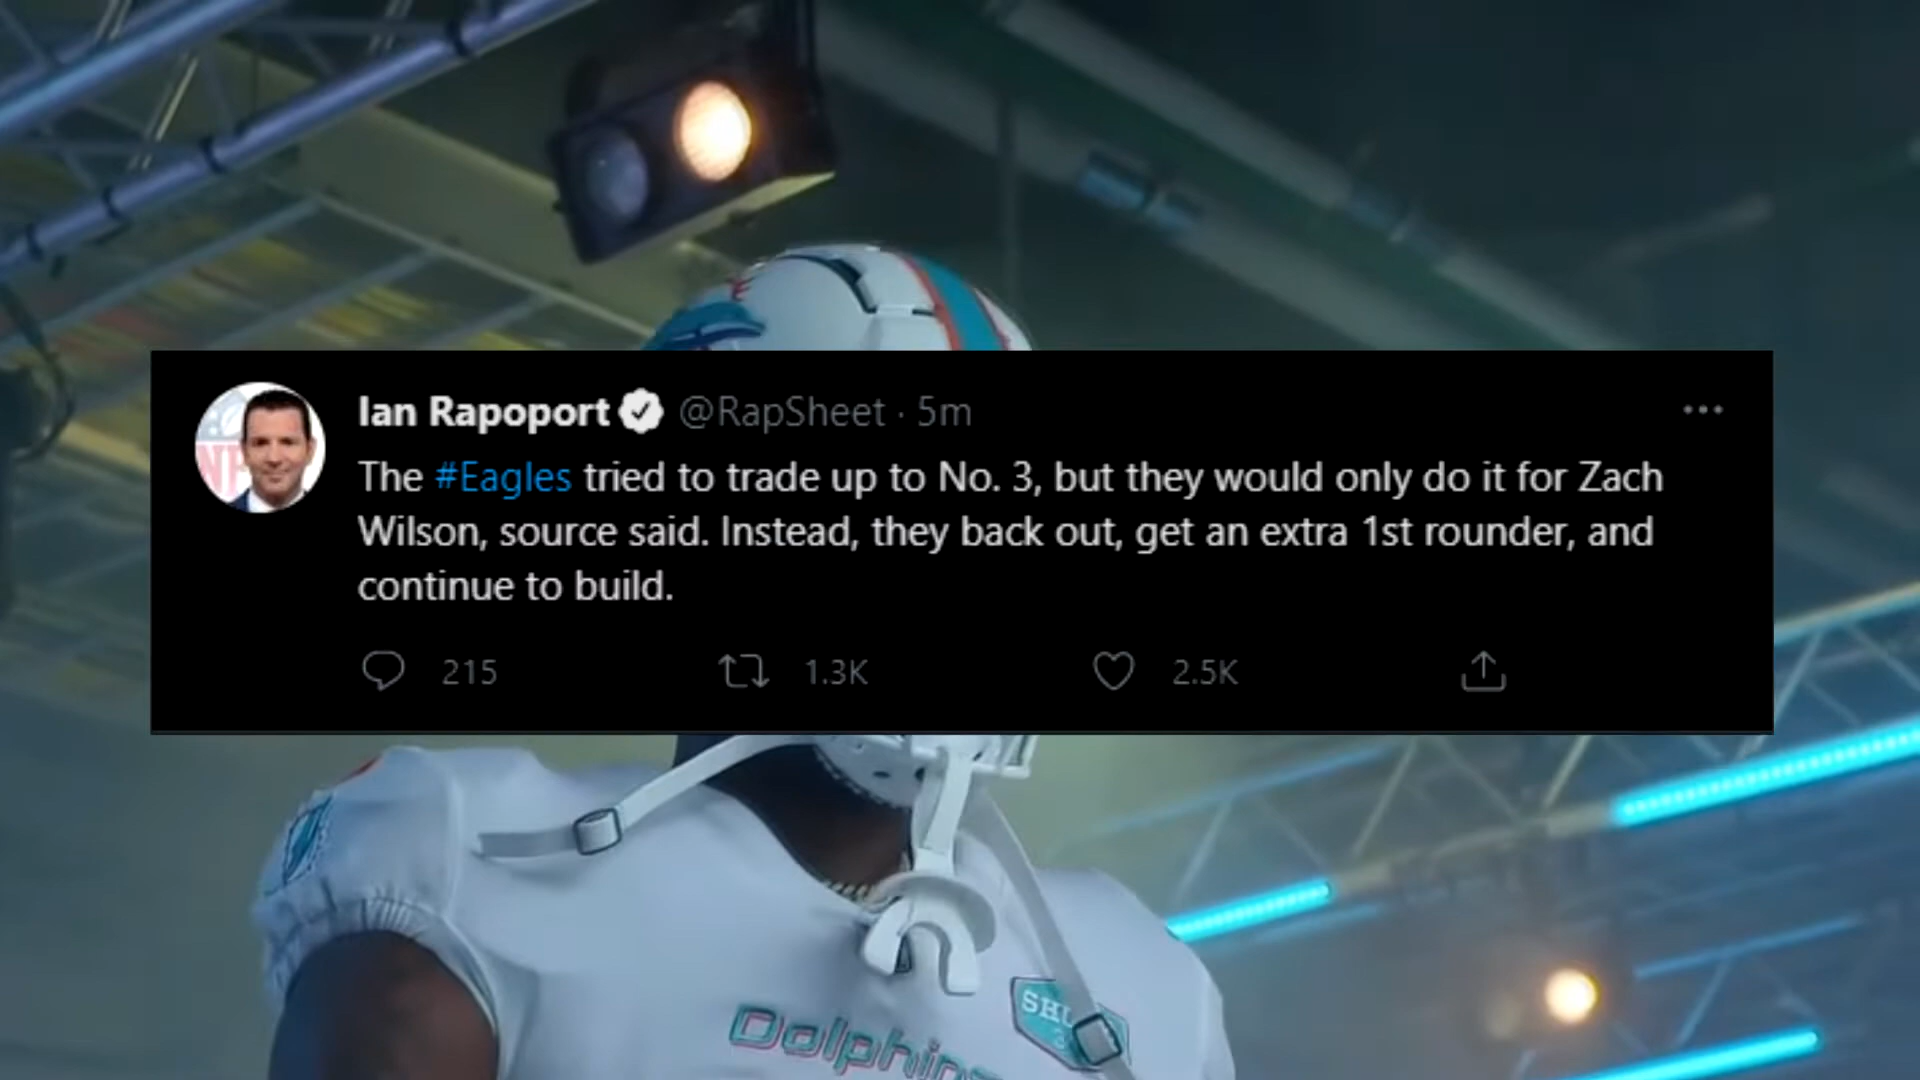 Ian Rapoport @RapSheet · 5m
The #Eagles tried to trade up to No. 3, but they would only do it for Zach
Wilson, source said. Instead, they back out, get an extra 1st rounder, and
continue to build.
215 1.3K 2.5K
Dolphins